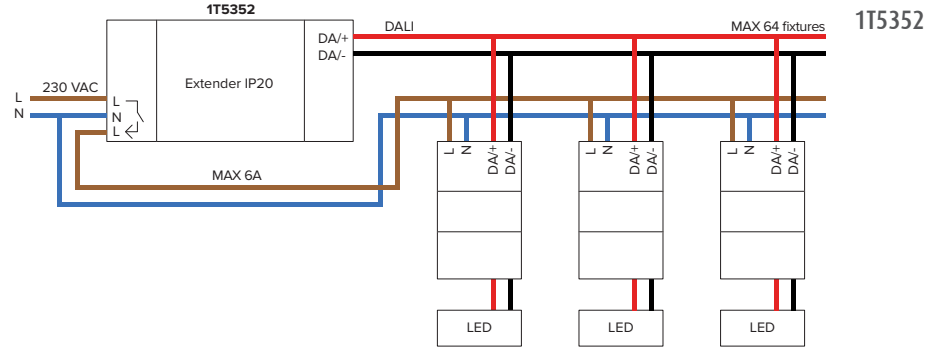 1T5352
1T5352
DALI
MAX 64 fixtures
DA/+
DA/-
Extender IP20
230 VAC
L
N
L
N
L
MAX 6A
L
N
DA/+
DA/-
L
N
DA/+
DA/-
L
N
DA/+
DA/-
LED
LED
LED